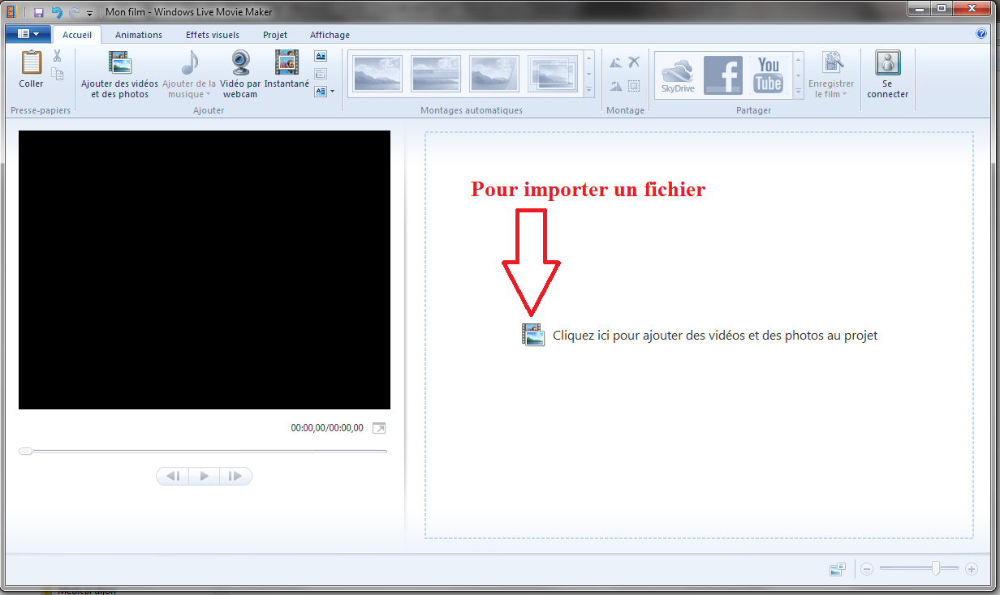 Mon film - Windows Live Movie Maker
Accueil
Animations
Effets visuels
Projet
Affichage
Coller
Ajouter des vidéos
et des photos
Ajouter de la
musique
Vidéo par
webcam
Instantané
SkyDrive
f
You
Tube
Enregistrer
le film
Se
connecter
Presse-papiers
Ajouter
Montages automatiques
Montage
Partager
Pour importer un fichier
Cliquez ici pour ajouter des vidéos et des photos au projet
00:00,00/00:00,00